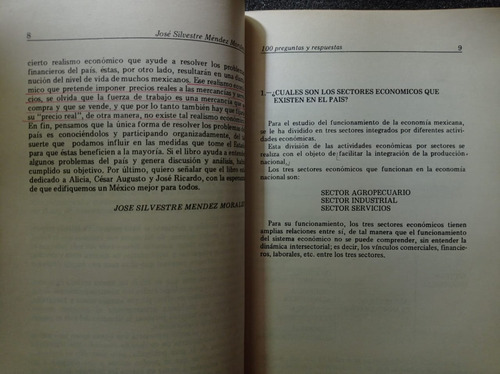 8
José Silvestre Méndez
cierto realismo económico que ayude a resolver los problemas
financieros del país, éstas, por otro lado, resultarán en una
nución del nivel de vida de muchos mexicanos. Ese realismo
mico que pretende imponer precios reales a las mercancías y
cios, se olvida que la fuerza de trabajo es una mercancía que
compra y que se vende, y que por lo tanto también hay que
su "precio real", de otra manera, no existe tal realismo
En fin, pensamos que la única forma de resolver los problemas
país es conociéndolos y participando organizadamente, de
suerte que podamos influir en las medidas que tome el Estado
para que éstas beneficien a la mayoría. Si el libro ayuda a
algunos problemas del país y genera discusión y análisis,
cumplido su objetivo. Por último, quiero señalar que el libro está
dedicado a Alicia, César Augusto y José Ricardo, con la esperanza
de que edifiquemos un México mejor para todos.
JOSE SILVESTRE MENDEZ MORALES
100 preguntas y respuestas
9
1.—¿CUALES SON LOS SECTORES ECONOMICOS QUE
EXISTEN EN EL PAIS?
Para el estudio del funcionamiento de la economía mexicana,
se le ha dividido en tres sectores integrados por diferentes activi-
dades económicas.
Esta división de las actividades económicas por sectores se
realiza con el objeto de facilitar la integración de la producción
nacional.
Los tres sectores económicos que funcionan en la economía
nacional son:
SECTOR AGROPECUARIO
SECTOR INDUSTRIAL
SECTOR SERVICIOS
Para su funcionamiento, los tres sectores económicos tienen
amplias relaciones entre sí, de tal manera que el funcionamiento
del sistema económico no se puede comprender, sin entender la
dinámica intersectorial; es decir, los vínculos comerciales, financie-
ros, laborales, etc. entre los tres sectores.